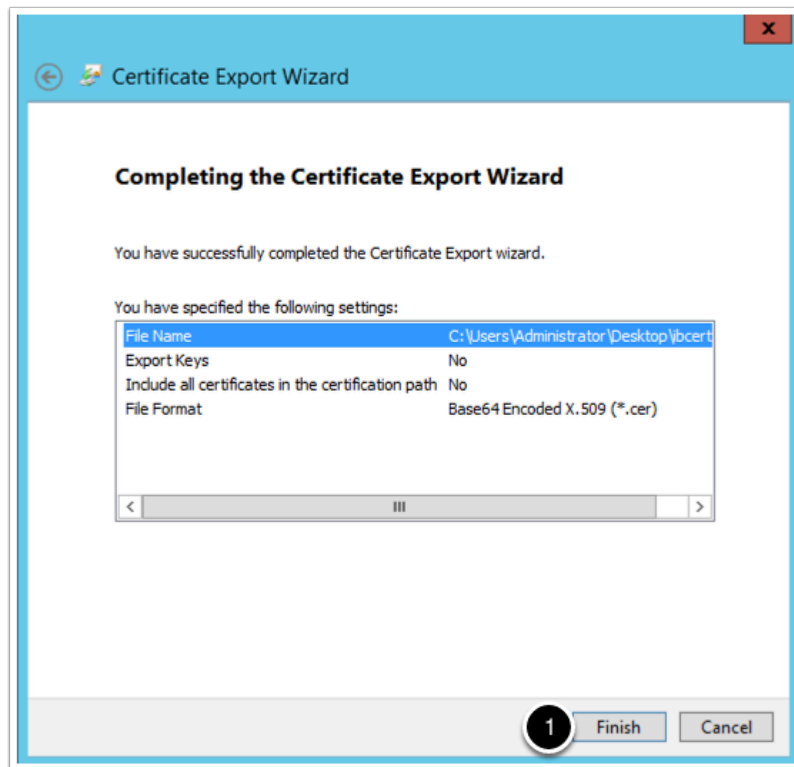 x
Certificate Export Wizard
Completing the Certificate Export Wizard
You have successfully completed the Certificate Export wizard.
You have specified the following settings:
File Name C:\Users\Administrator\Desktop\ibcert
Export Keys No
Include all certificates in the certification path No
File Format Base64 Encoded X.509 (*.cer)
1 Finish Cancel